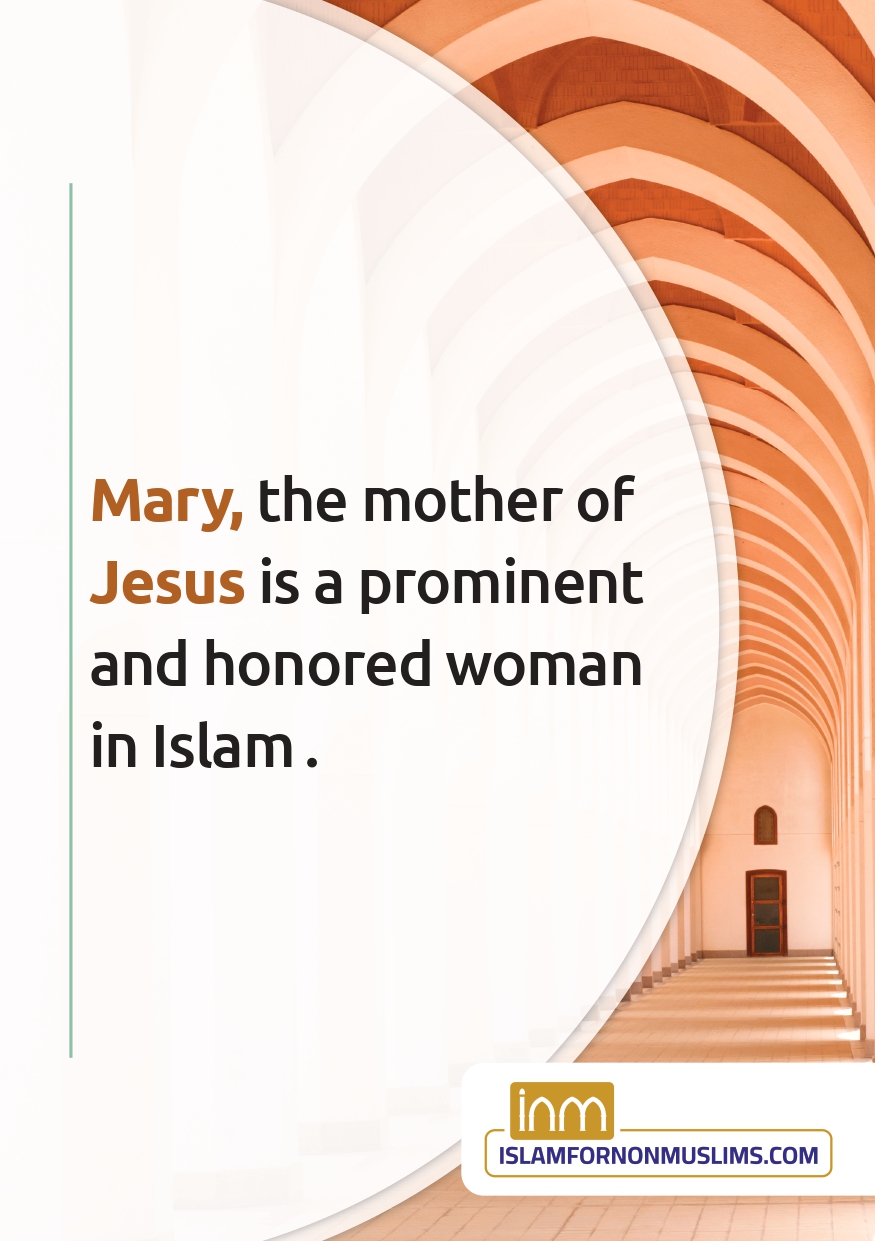 Mary, the mother of
Jesus is a prominent
and honored woman
in Islam .
inm
ISLAMFORNONMUSLIMS.COM